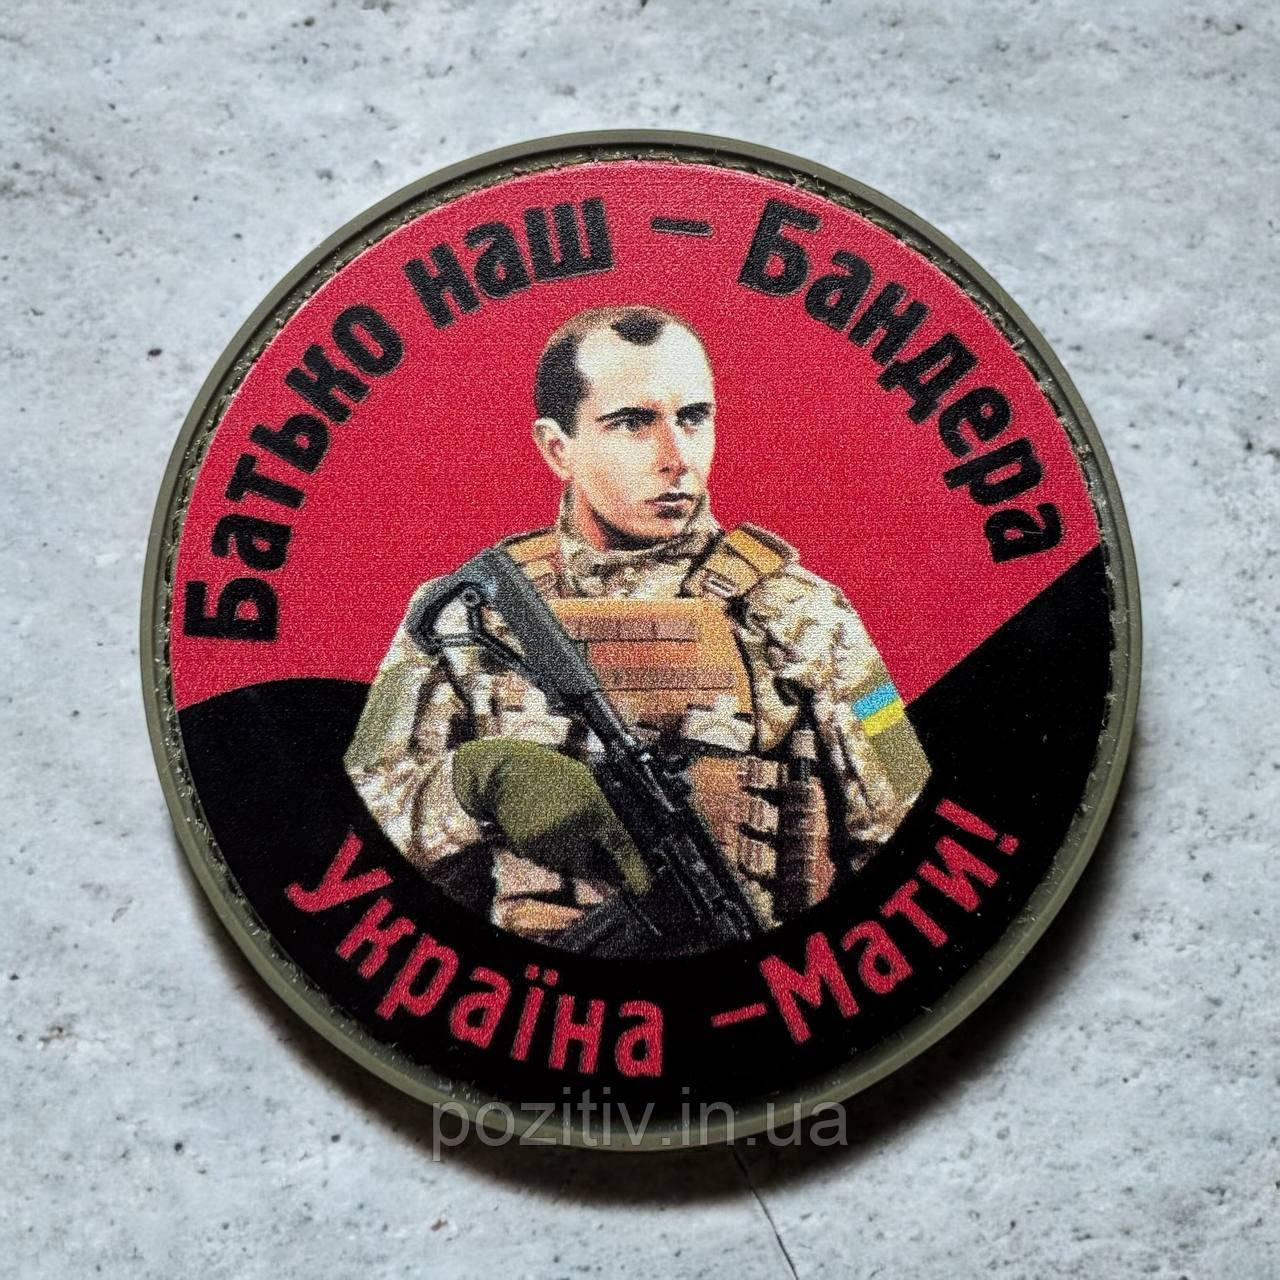 Батько наш – Бандера
Україна –Мати!
pozitiv.in.ua